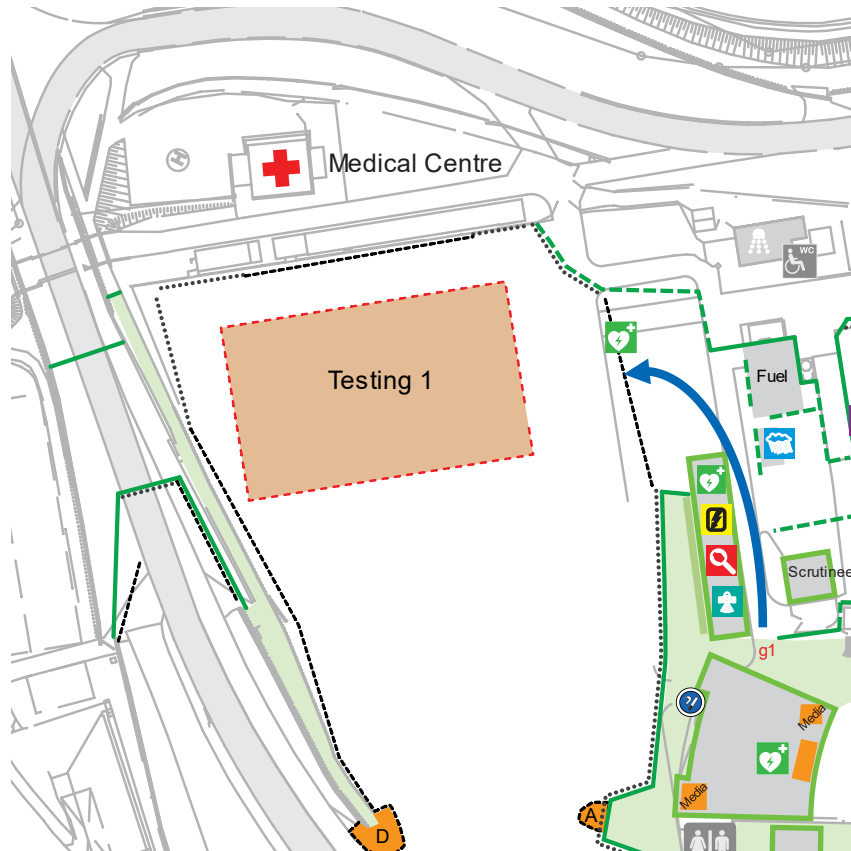 H
Medical Centre
WC
Testing 1
Fuel
Scrutinee
g1
Media
Media
A
D